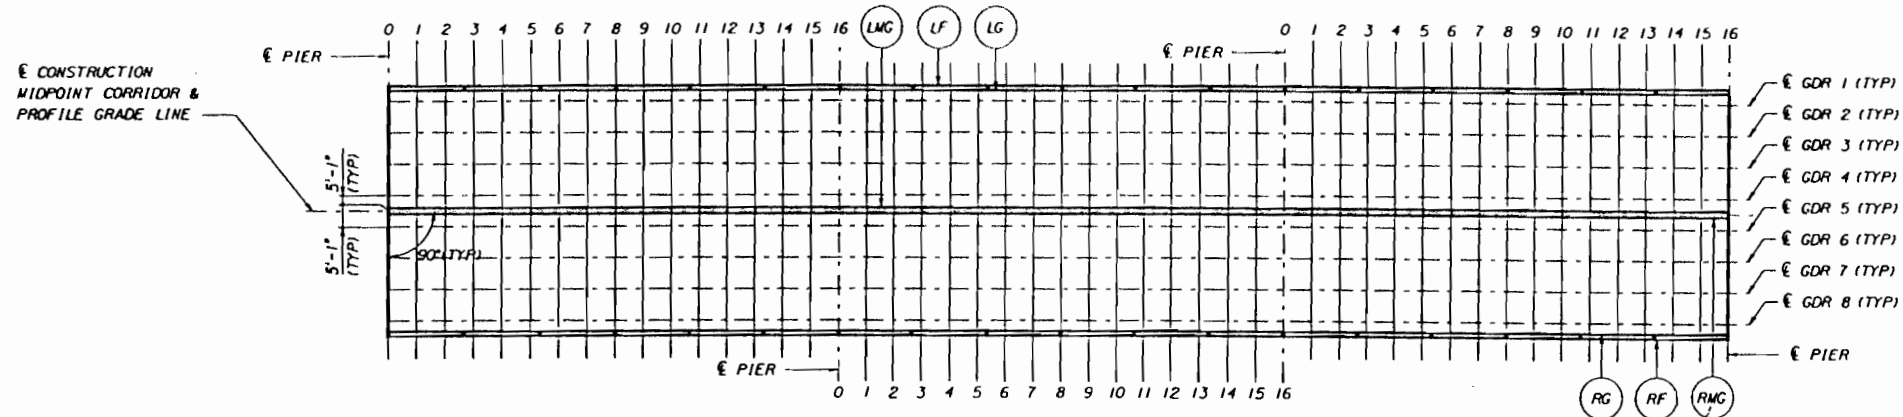 0 1 2 3 4 5 6 7 8 9 10 11 12 13 14 15 16
LMG LF LG
0 1 2 3 4 5 6 7 8 9 10 11 12 13 14 15 16
℄ PIER
℄ PIER
℄ CONSTRUCTION
MIDPOINT CORRIDOR &
PROFILE GRADE LINE
℄ GDR 1 (TYP)
℄ GDR 2 (TYP)
℄ GDR 3 (TYP)
℄ GDR 4 (TYP)
℄ GDR 5 (TYP)
℄ GDR 6 (TYP)
℄ GDR 7 (TYP)
℄ GDR 8 (TYP)
5'-1"
(TYP)
5'-1"
(TYP)
90°(TYP)
℄ PIER
℄ PIER
0 1 2 3 4 5 6 7 8 9 10 11 12 13 14 15 16
RG RF RMG